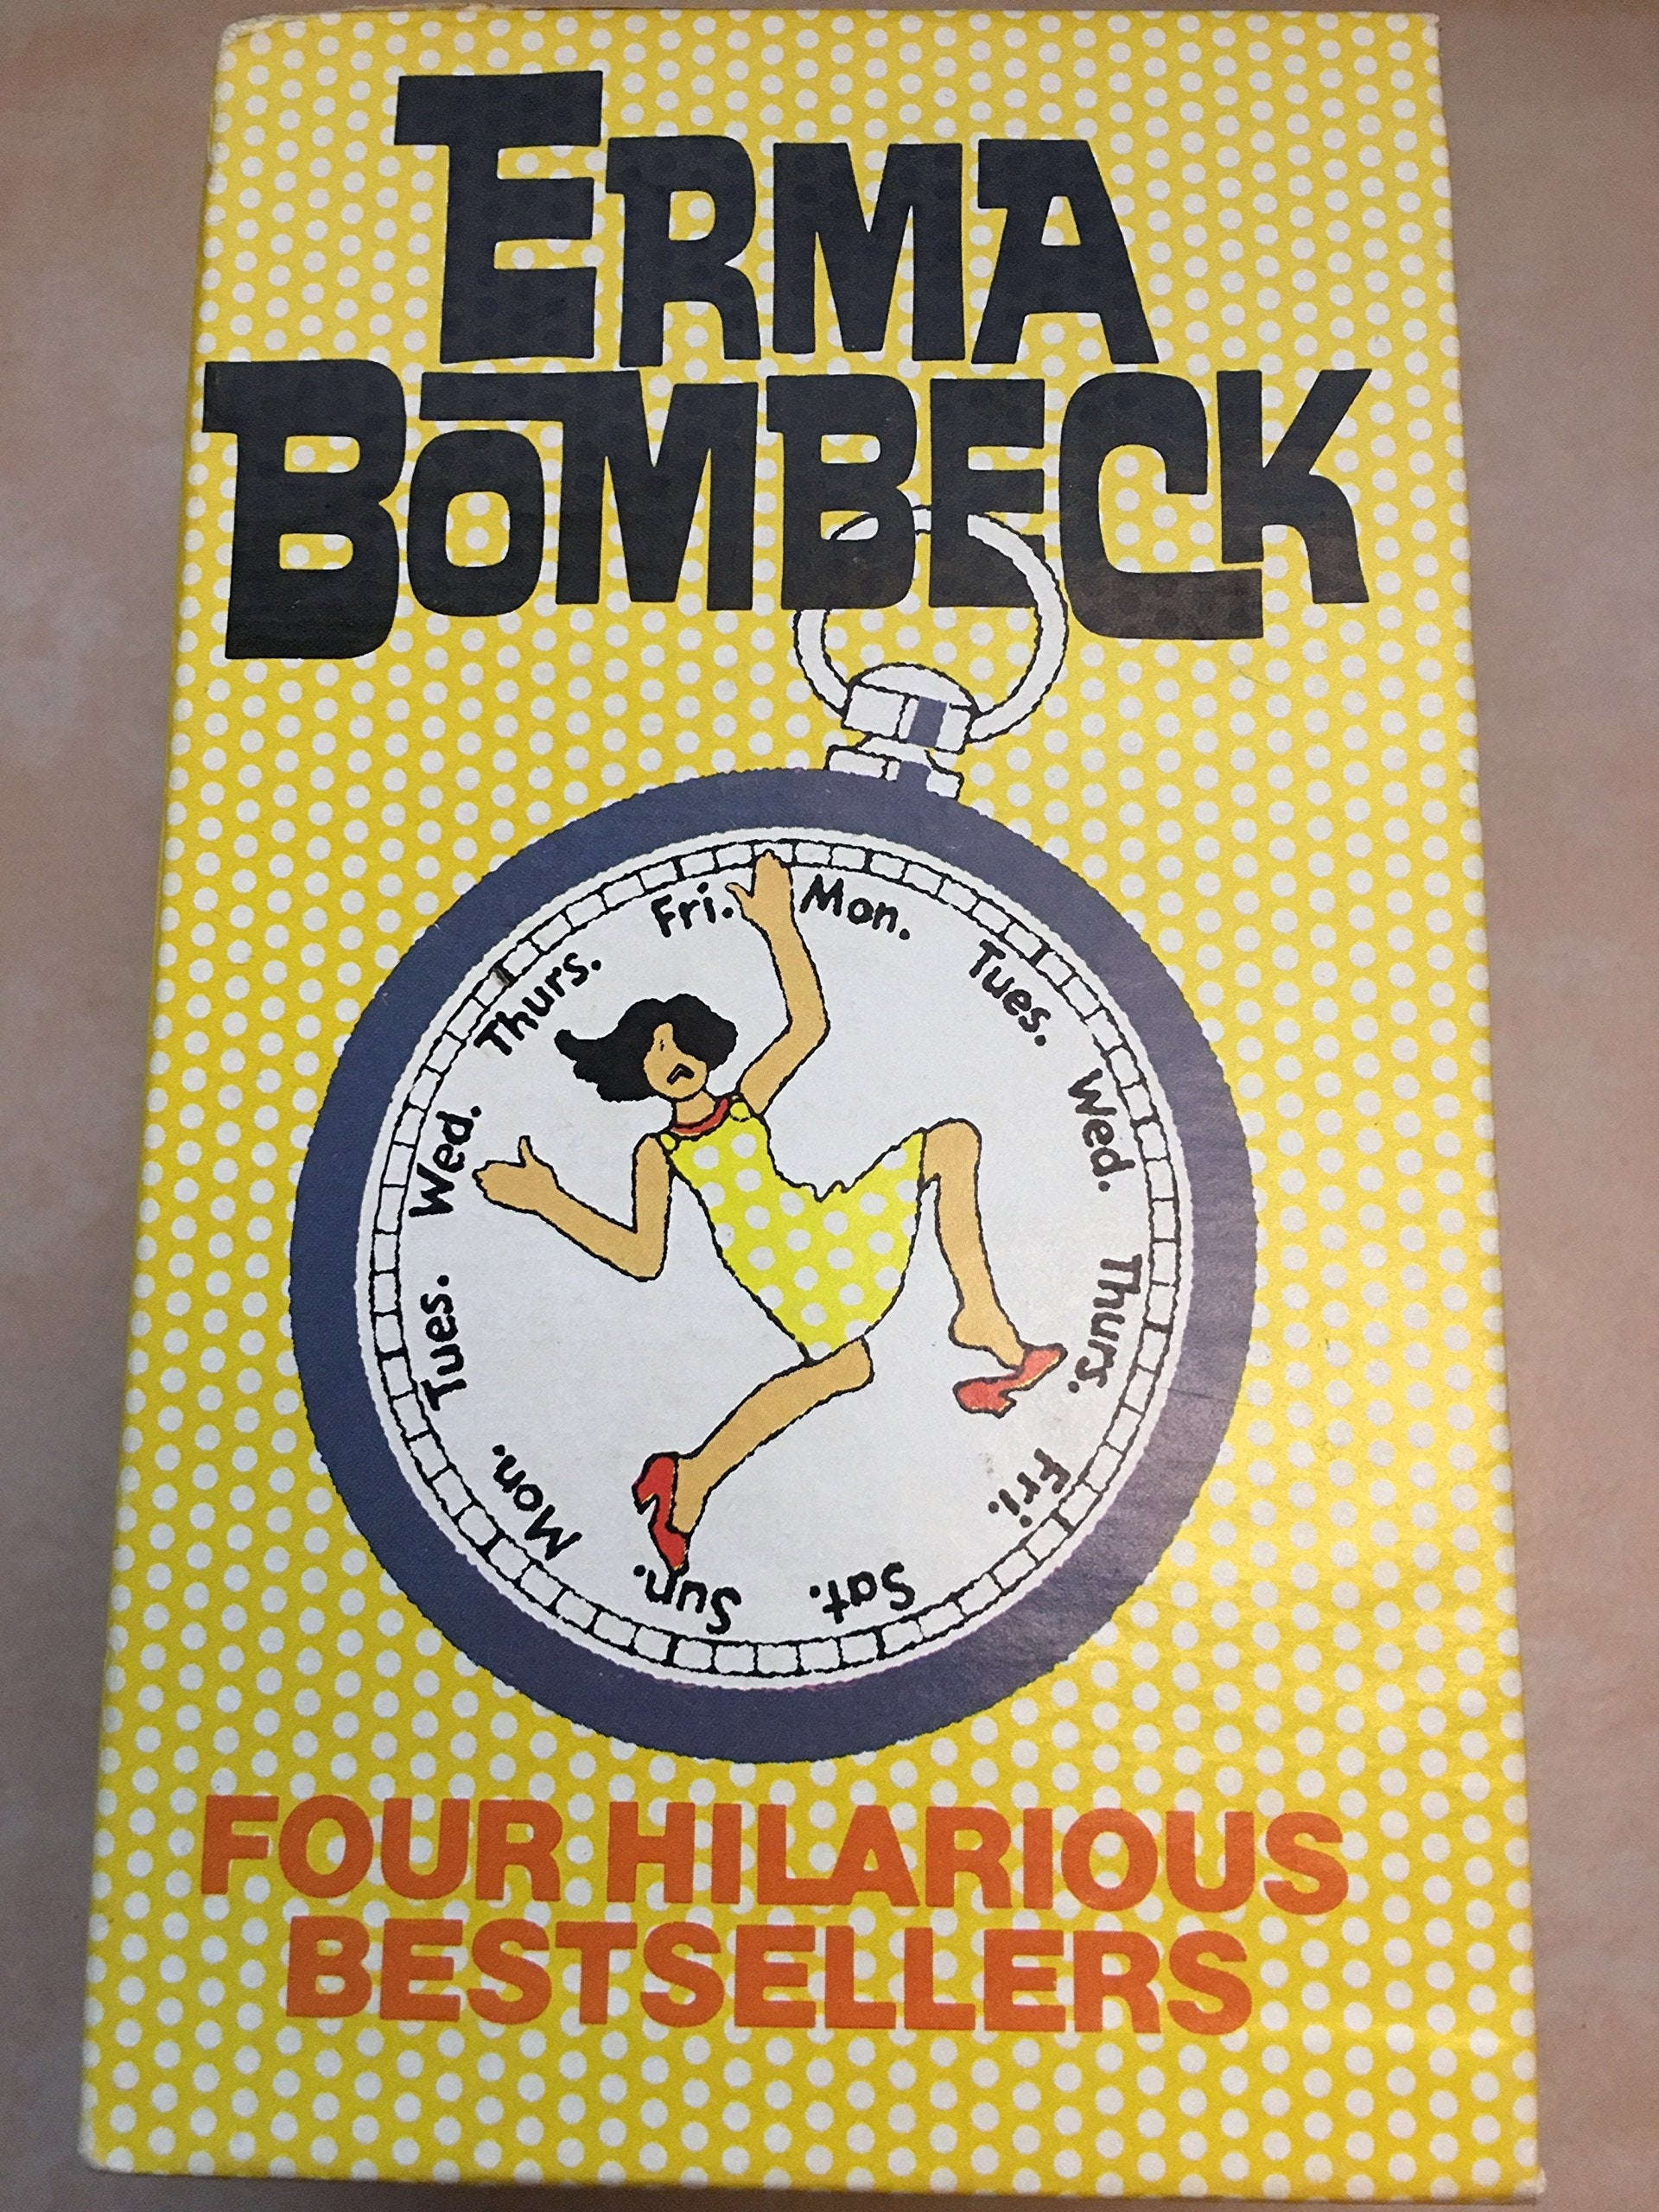 ERMA
BOMBECK
Mon.
Tues.
Wed.
Thurs.
Fri.
Sat.
Sun.
Mon.
Tues.
Wed.
Thurs.
Fri.
FOUR HILARIOUS
BESTSELLERS